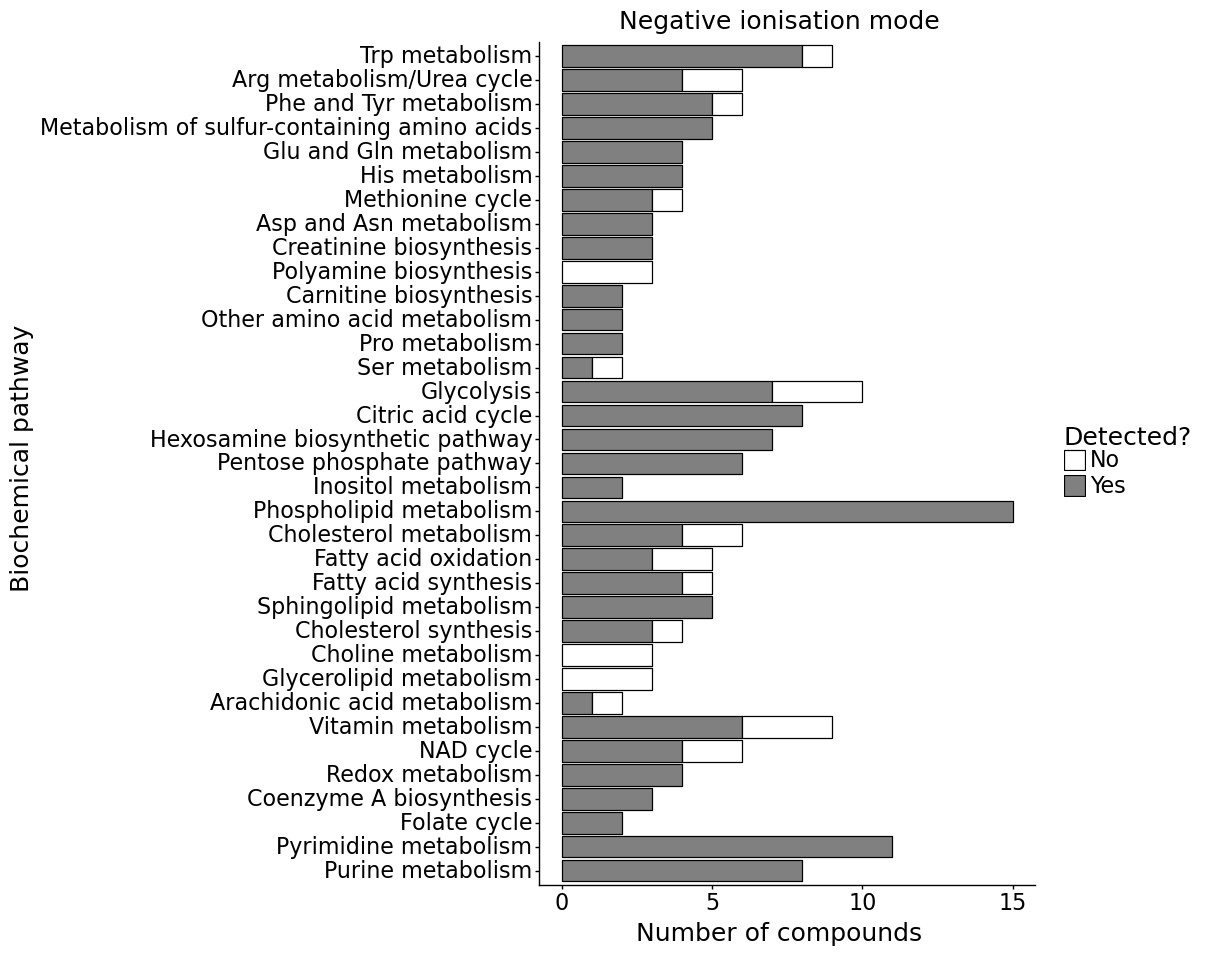 Negative ionisation mode
Biochemical pathway
Trp metabolism
Arg metabolism/Urea cycle
Phe and Tyr metabolism
Metabolism of sulfur-containing amino acids
Glu and Gln metabolism
His metabolism
Methionine cycle
Asp and Asn metabolism
Creatinine biosynthesis
Polyamine biosynthesis
Carnitine biosynthesis
Other amino acid metabolism
Pro metabolism
Ser metabolism
Glycolysis
Citric acid cycle
Hexosamine biosynthetic pathway
Pentose phosphate pathway
Inositol metabolism
Phospholipid metabolism
Cholesterol metabolism
Fatty acid oxidation
Fatty acid synthesis
Sphingolipid metabolism
Cholesterol synthesis
Choline metabolism
Glycerolipid metabolism
Arachidonic acid metabolism
Vitamin metabolism
NAD cycle
Redox metabolism
Coenzyme A biosynthesis
Folate cycle
Pyrimidine metabolism
Purine metabolism
0 5 10 15
Number of compounds
Detected?
No
Yes